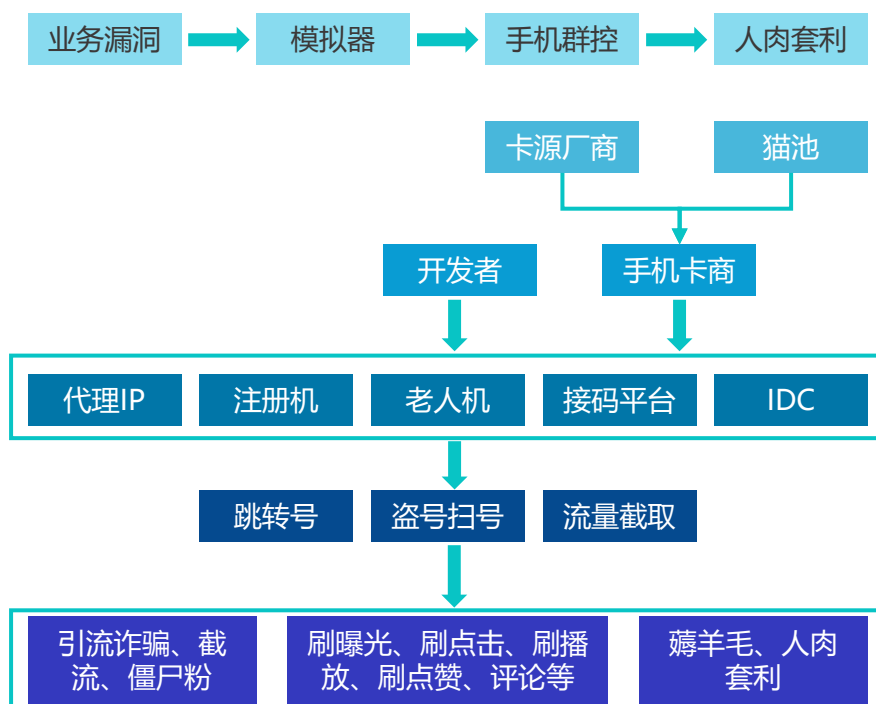 业务漏洞
模拟器
手机群控
人肉套利
卡源厂商
猫池
开发者
手机卡商
代理IP
注册机
老人机
接码平台
IDC
跳转号
盗号扫号
流量截取
引流诈骗、截
流、僵尸粉
刷曝光、刷点击、刷播
放、刷点赞、评论等
薅羊毛、人肉
套利